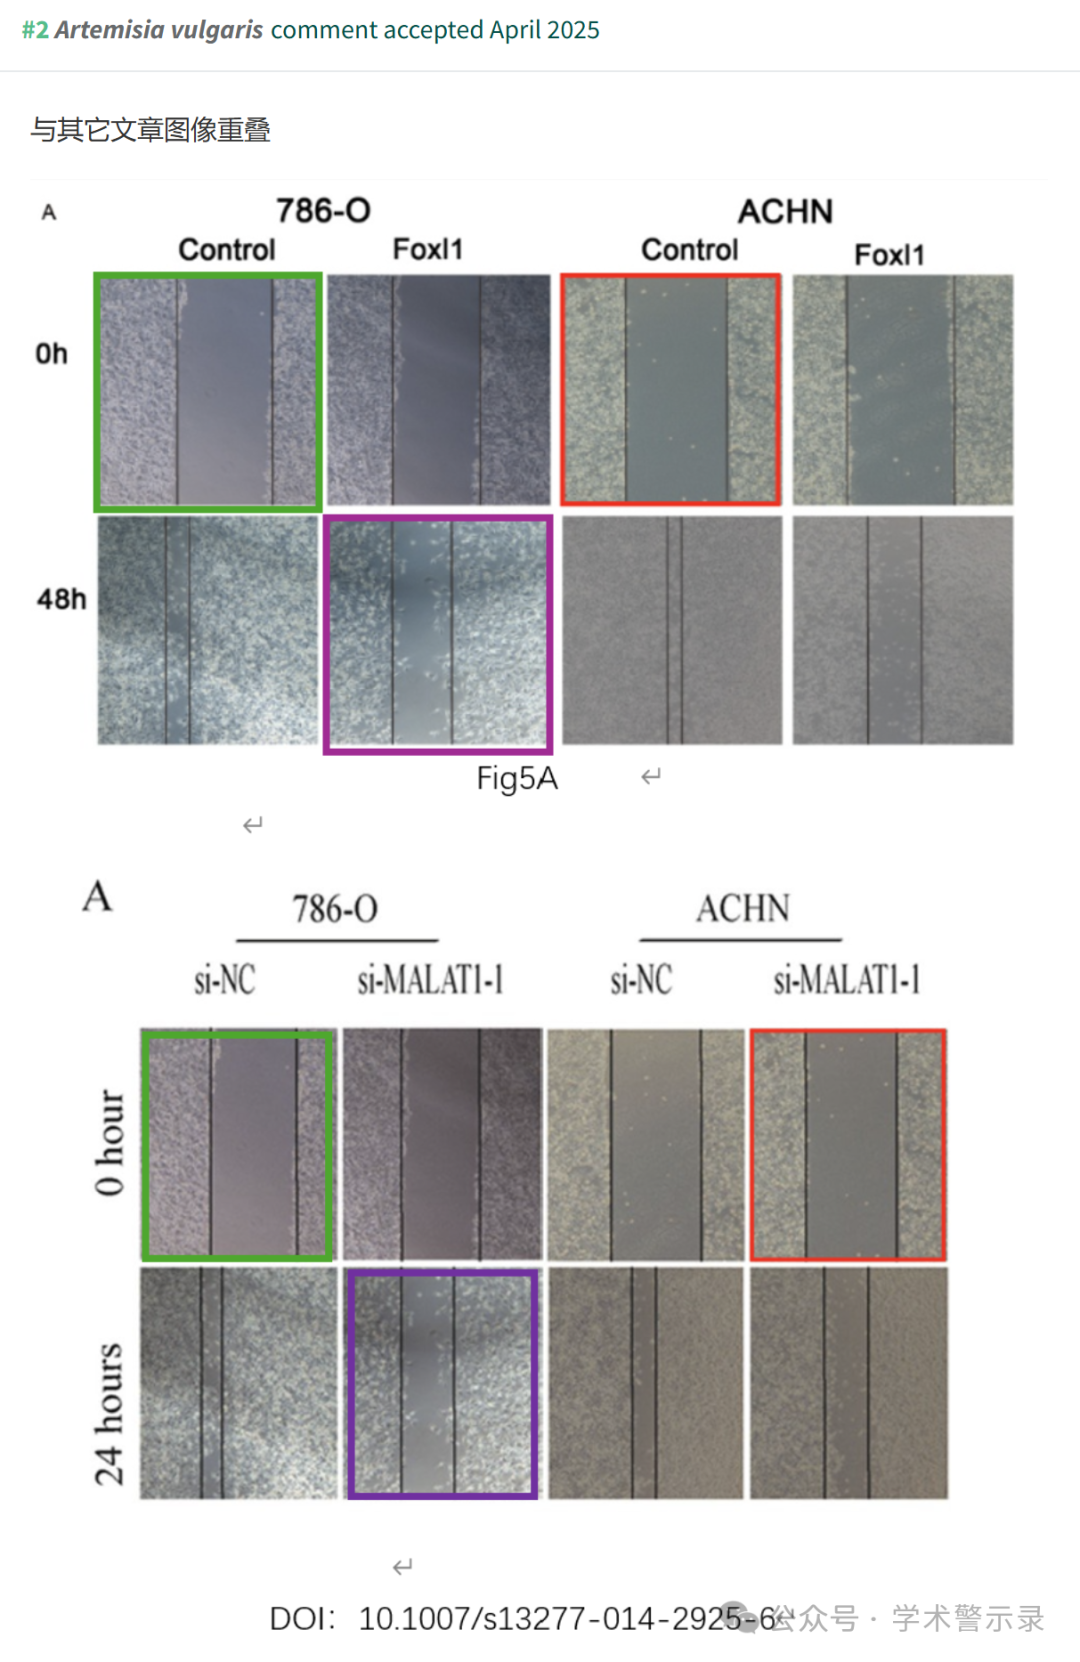 #2 Artemisia vulgaris comment accepted April 2025
与其它文章图像重叠
A
786-O ACHN
Control Foxl1 Control Foxl1
0h
48h
Fig5A ↵
↵
A
786-O ACHN
si-NC si-MALAT1-1 si-NC si-MALAT1-1
0 hour
24 hours
↵
DOI: 10.1007/s13277-014-2925-6
公众号 · 学术警示录